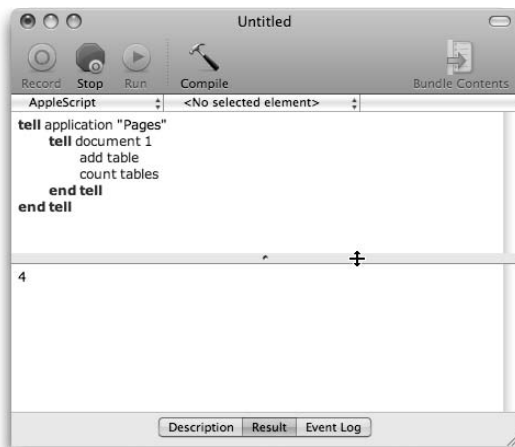 Untitled
Record Stop Run Compile Bundle Contents
AppleScript <No selected element>
tell application "Pages"
tell document 1
add table
count tables
end tell
end tell
4
Description Result Event Log